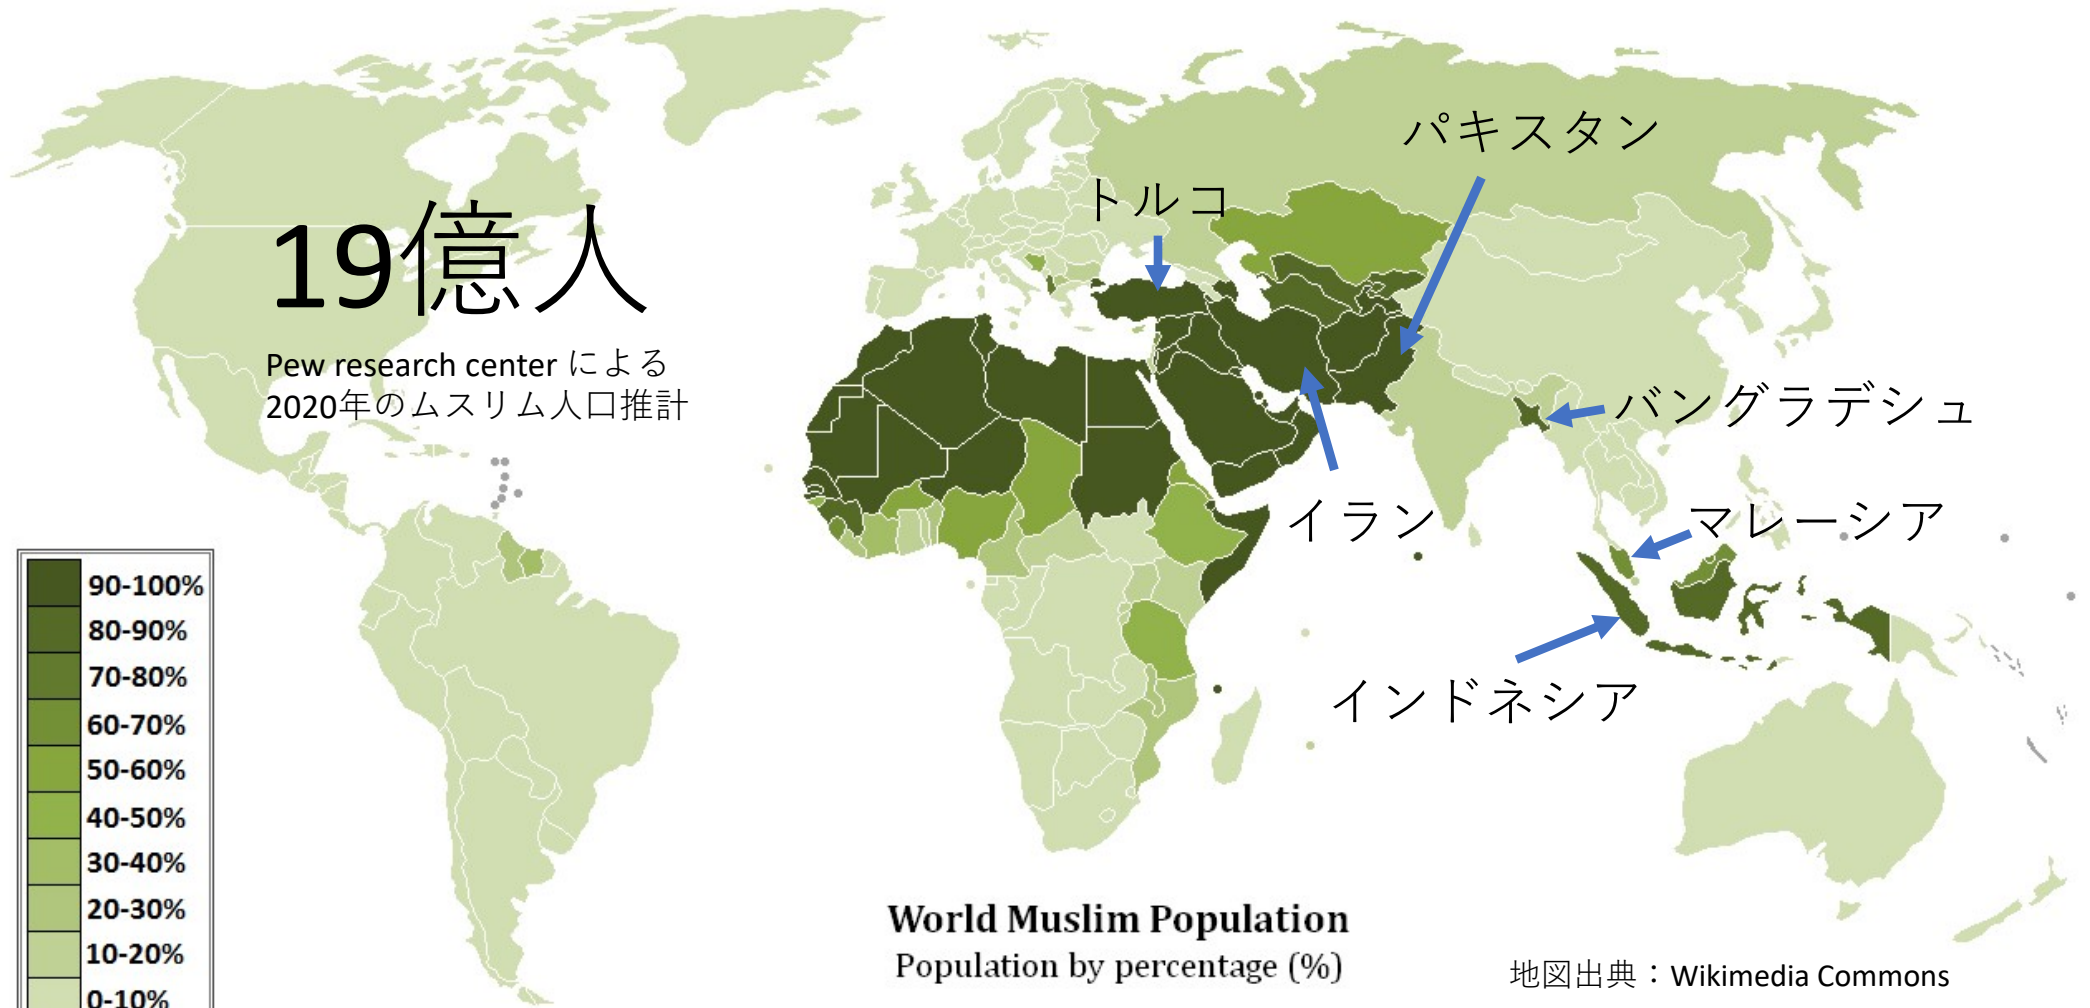 パキスタン
トルコ
19億人
Pew research center による
2020年のムスリム人口推計
バングラデシュ
イラン
マレーシア
インドネシア
90-100%
80-90%
70-80%
60-70%
50-60%
40-50%
30-40%
20-30%
10-20%
0-10%
World Muslim Population
Population by percentage (%)
地図出典：Wikimedia Commons